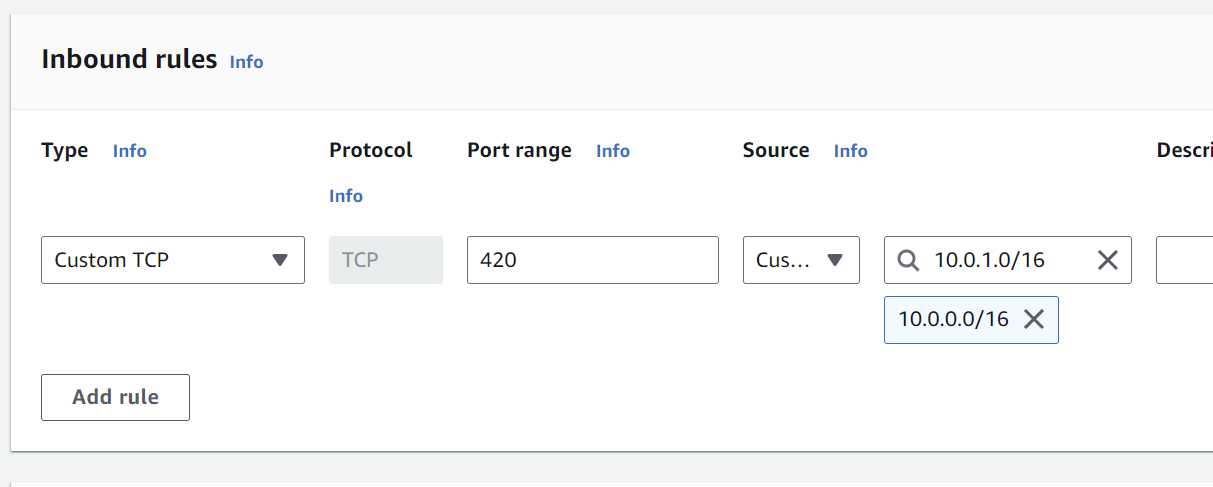 Inbound rules Info
Type Info Protocol Info Port range Info Source Info Descri
Custom TCP TCP 420 Cus... 10.0.1.0/16
10.0.0.0/16
Add rule